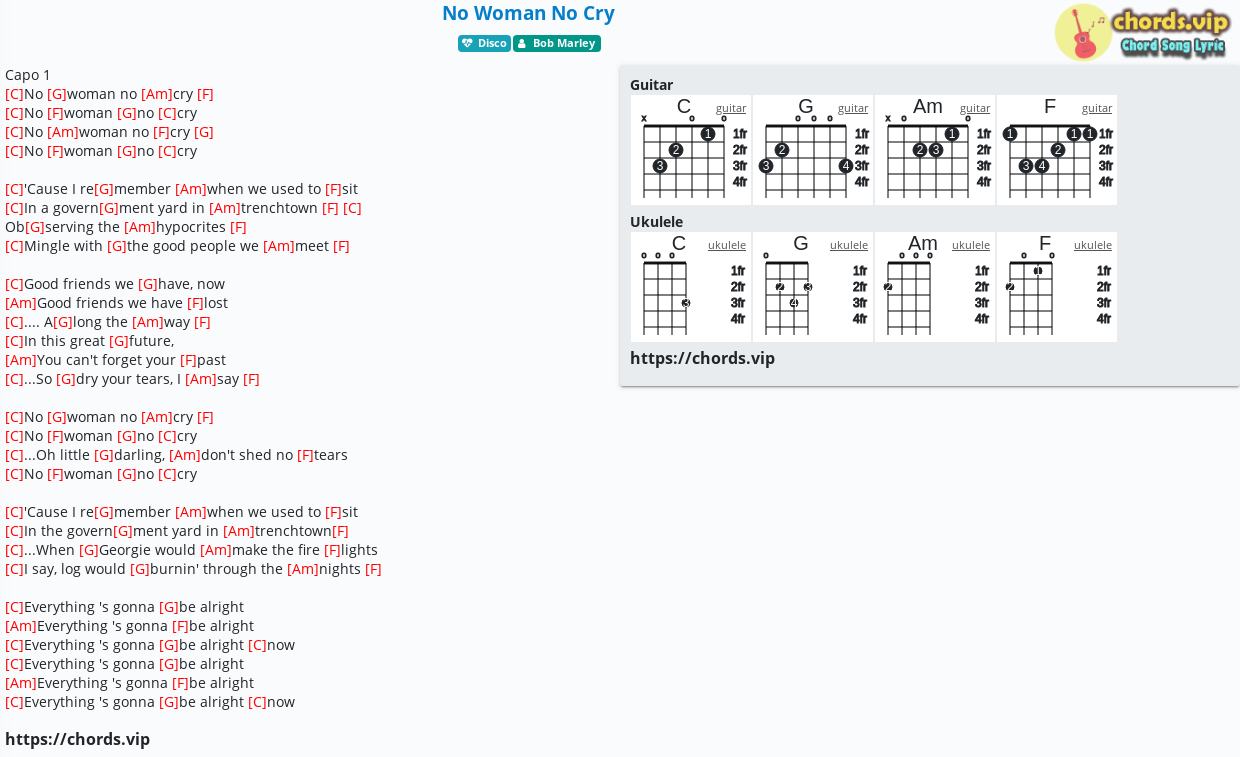 No Woman No Cry
Disco Bob Marley
chords.vip
Chord Song Lyric
Capo 1
[C]No [G]woman no [Am]cry [F]
[C]No [F]woman [G]no [C]cry
[C]No [Am]woman no [F]cry [G]
[C]No [F]woman [G]no [C]cry
[C]'Cause I re[G]member [Am]when we used to [F]sit
[C]In a govern[G]ment yard in [Am]trenchtown [F] [C]
Ob[G]serving the [Am]hypocrites [F]
[C]Mingle with [G]the good people we [Am]meet [F]
[C]Good friends we [G]have, now
[Am]Good friends we have [F]lost
[C].... A[G]long the [Am]way [F]
[C]In this great [G]future,
[Am]You can't forget your [F]past
[C]...So [G]dry your tears, I [Am]say [F]
[C]No [G]woman no [Am]cry [F]
[C]No [F]woman [G]no [C]cry
[C]...Oh little [G]darling, [Am]don't shed no [F]tears
[C]No [F]woman [G]no [C]cry
[C]'Cause I re[G]member [Am]when we used to [F]sit
[C]In the govern[G]ment yard in [Am]trenchtown[F]
[C]...When [G]Georgie would [Am]make the fire [F]lights
[C]I say, log would [G]burnin' through the [Am]nights [F]
[C]Everything 's gonna [G]be alright
[Am]Everything 's gonna [F]be alright
[C]Everything 's gonna [G]be alright [C]now
[C]Everything 's gonna [G]be alright
[Am]Everything 's gonna [F]be alright
[C]Everything 's gonna [G]be alright [C]now
https://chords.vip
Guitar
C guitar G guitar Am guitar F guitar
x o o o o o x o o
1 1fr 1fr 1 1fr 1 1 1 1fr
2 2fr 2 2fr 2 3 2fr 2 2fr
3 3fr 3 4 3fr 3fr 3 4 3fr
4fr 4fr 4fr 4fr
Ukulele
C ukulele G ukulele Am ukulele F ukulele
o o o o o o o o o
1fr 1fr 1fr 1 1fr
2fr 2 3 2fr 2 2fr 2 2fr
3 3fr 4 3fr 3fr 3fr
4fr 4fr 4fr 4fr
https://chords.vip